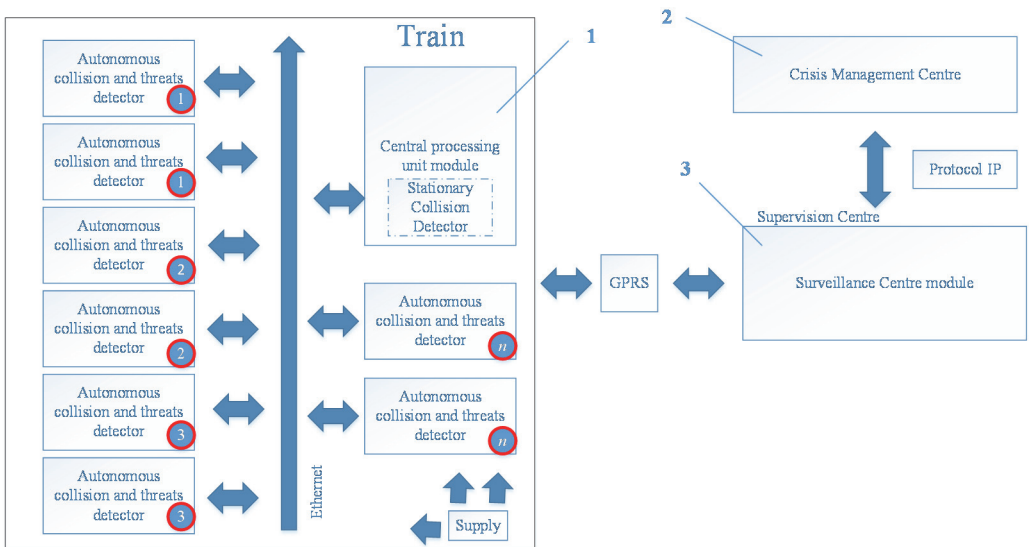 Train
Autonomous
collision and threats
detector
1
Autonomous
collision and threats
detector
1
Autonomous
collision and threats
detector
2
Autonomous
collision and threats
detector
2
Autonomous
collision and threats
detector
3
Autonomous
collision and threats
detector
3
Ethernet
Central processing
unit module
Stationary
Collision
Detector
1
Autonomous
collision and threats
detector
n
Autonomous
collision and threats
detector
n
Supply
GPRS
2
Crisis Management Centre
Protocol IP
3
Supervision Centre
Surveillance Centre module